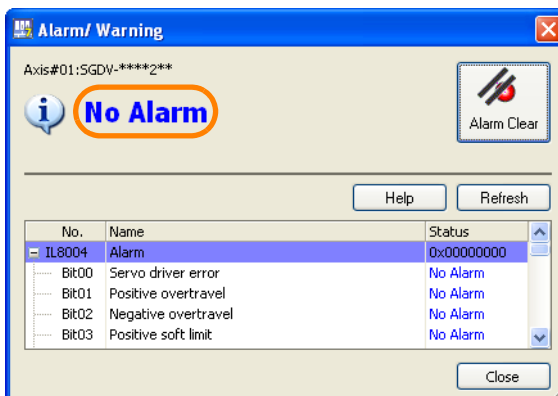 Alarm/ Warning
Axis#01:SGDV-****2**
No Alarm
Alarm Clear
Help Refresh
No. Name Status
IL8004 Alarm 0x00000000
Bit00 Servo driver error No Alarm
Bit01 Positive overtravel No Alarm
Bit02 Negative overtravel No Alarm
Bit03 Positive soft limit No Alarm
Close